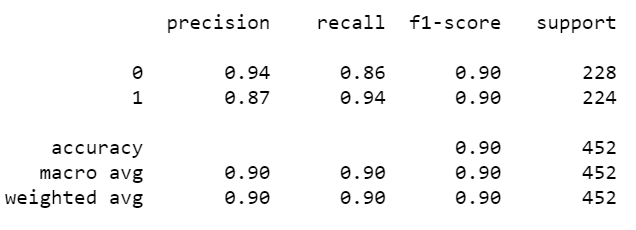 precision recall f1-score support
0 0.94 0.86 0.90 228
1 0.87 0.94 0.90 224
accuracy 0.90 452
macro avg 0.90 0.90 0.90 452
weighted avg 0.90 0.90 0.90 452